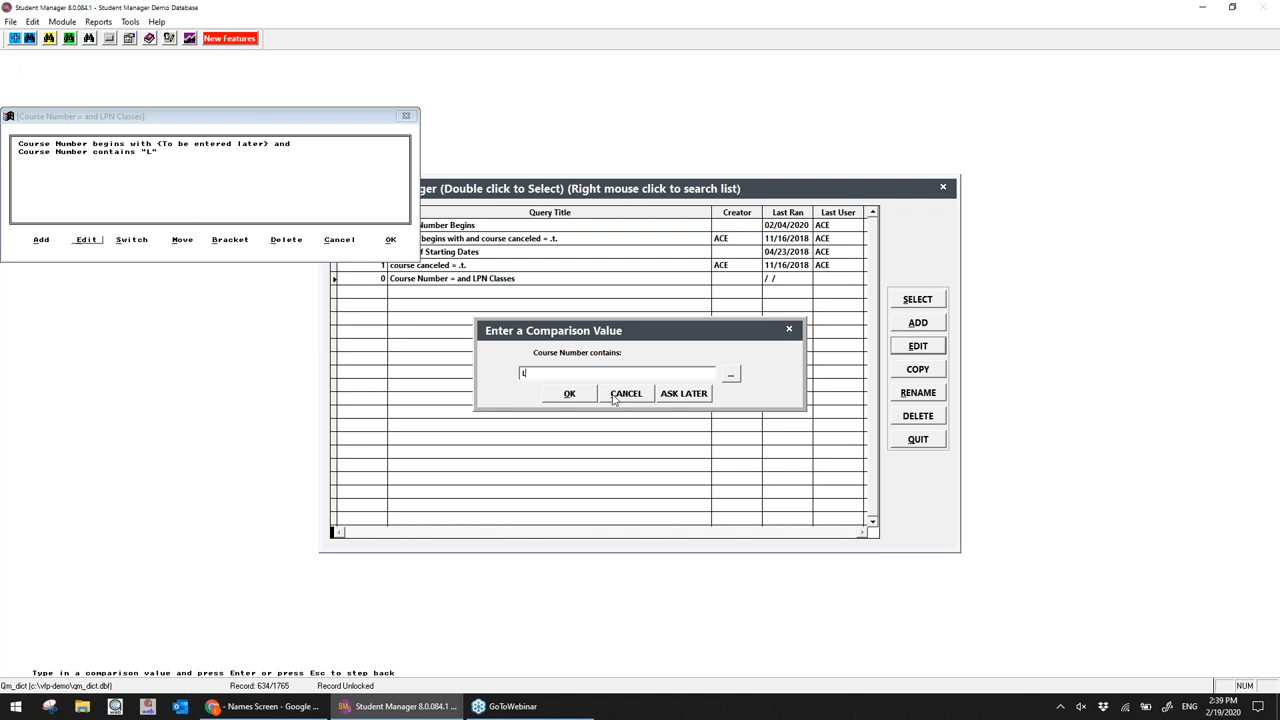 Student Manager 8.0.084.1 - Student Manager Demo Database
File Edit Module Reports Tools Help
New Features
[Course Number = and LPN Classes]
Course Number begins with {To be entered later} and
Course Number contains "L"
Add Edit Switch Move Bracket Delete Cancel OK
ger (Double click to Select) (Right mouse click to search list)
Query Title Creator Last Ran Last User
Number Begins 02/04/2020 ACE
begins with and course canceled = .t. ACE 11/16/2018 ACE
f Starting Dates 04/23/2018 ACE
1 course canceled = .t. ACE 11/16/2018 ACE
0 Course Number = and LPN Classes / /
SELECT
ADD
EDIT
COPY
RENAME
DELETE
QUIT
Enter a Comparison Value
Course Number contains:
L
...
OK CANCEL ASK LATER
Type in a comparison value and press Enter or press Esc to step back
Qm_dict (c:\vfp-demo\qm_dict.dbf) Record: 634/1765 Record Unlocked NUM
- Names Screen - Google ... Student Manager 8.0.084.1 ... GoToWebinar
ENG
2:39 PM
2/19/2020